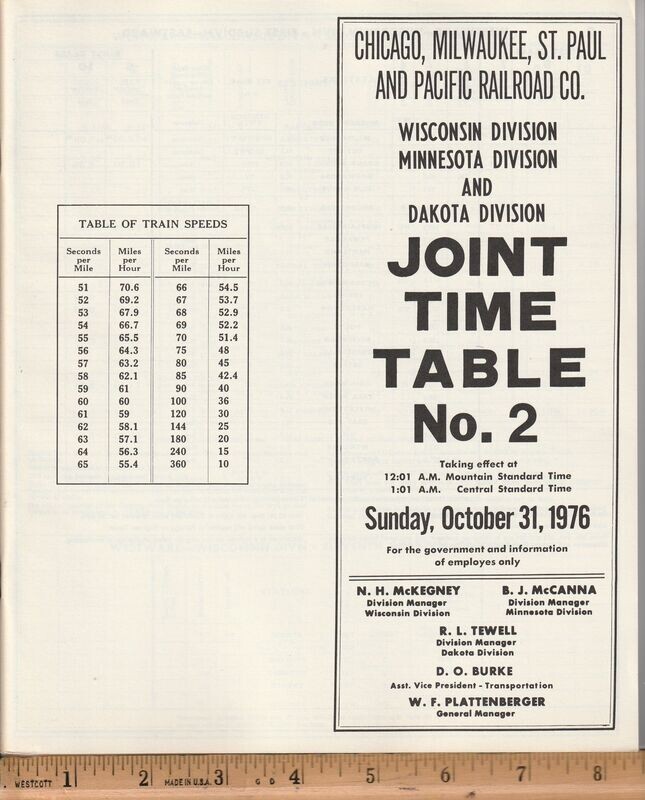 TABLE OF TRAIN SPEEDS
Seconds per Mile Miles per Hour Seconds per Mile Miles per Hour
51 70.6 66 54.5
52 69.2 67 53.7
53 67.9 68 52.9
54 66.7 69 52.2
55 65.5 70 51.4
56 64.3 75 48
57 63.2 80 45
58 62.1 85 42.4
59 61 90 40
60 60 100 36
61 59 120 30
62 58.1 144 25
63 57.1 180 20
64 56.3 240 15
65 55.4 360 10
CHICAGO, MILWAUKEE, ST. PAUL
AND PACIFIC RAILROAD CO.
WISCONSIN DIVISION
MINNESOTA DIVISION
AND
DAKOTA DIVISION
JOINT
TIME
TABLE
No. 2
Taking effect at
12:01 A.M. Mountain Standard Time
1:01 A.M. Central Standard Time
Sunday, October 31, 1976
For the government and information
of employes only
N. H. McKEGNEY B. J. McCANNA
Division Manager Division Manager
Wisconsin Division Minnesota Division
R. L. TEWELL
Division Manager
Dakota Division
D. O. BURKE
Asst. Vice President - Transportation
W. F. PLATTENBERGER
General Manager
WESTCOTT 1 2 MADE IN U.S.A. 3 4 5 6 7 8